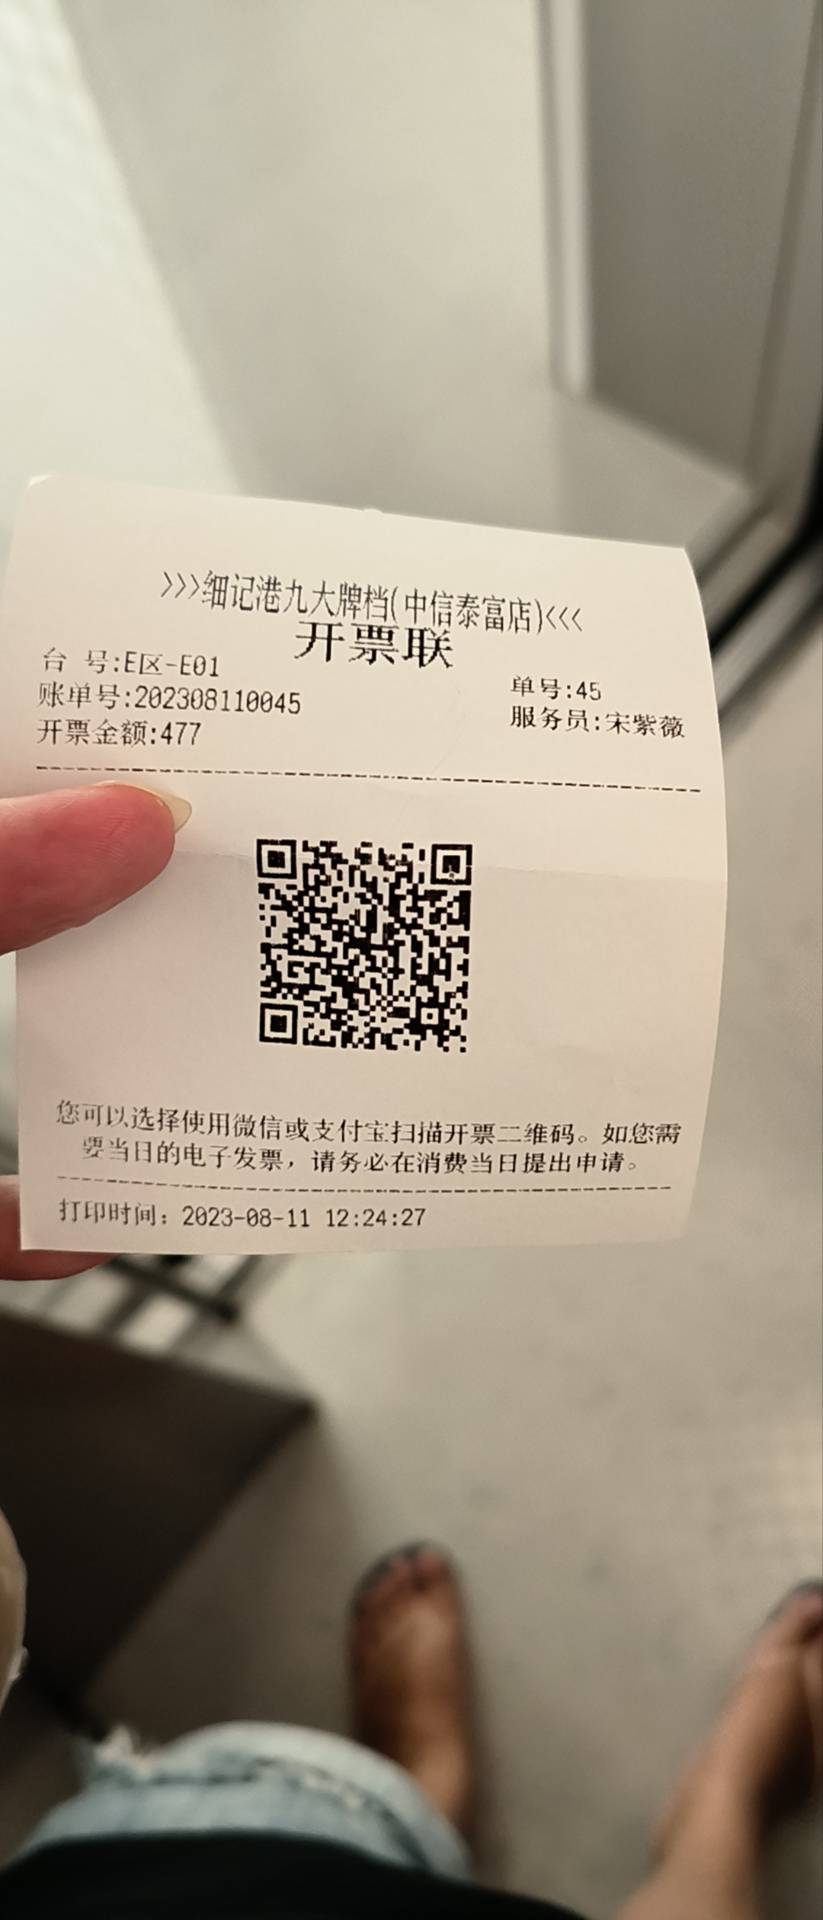 >>>细记港九大牌档(中信泰富店)<<<
开票联
台 号:E区-E01
单号:45
账单号:202308110045
服务员:宋紫薇
开票金额:477
您可以选择使用微信或支付宝扫描开票二维码。如您需
要当日的电子发票，请务必在消费当日提出申请。
打印时间：2023-08-11 12:24:27